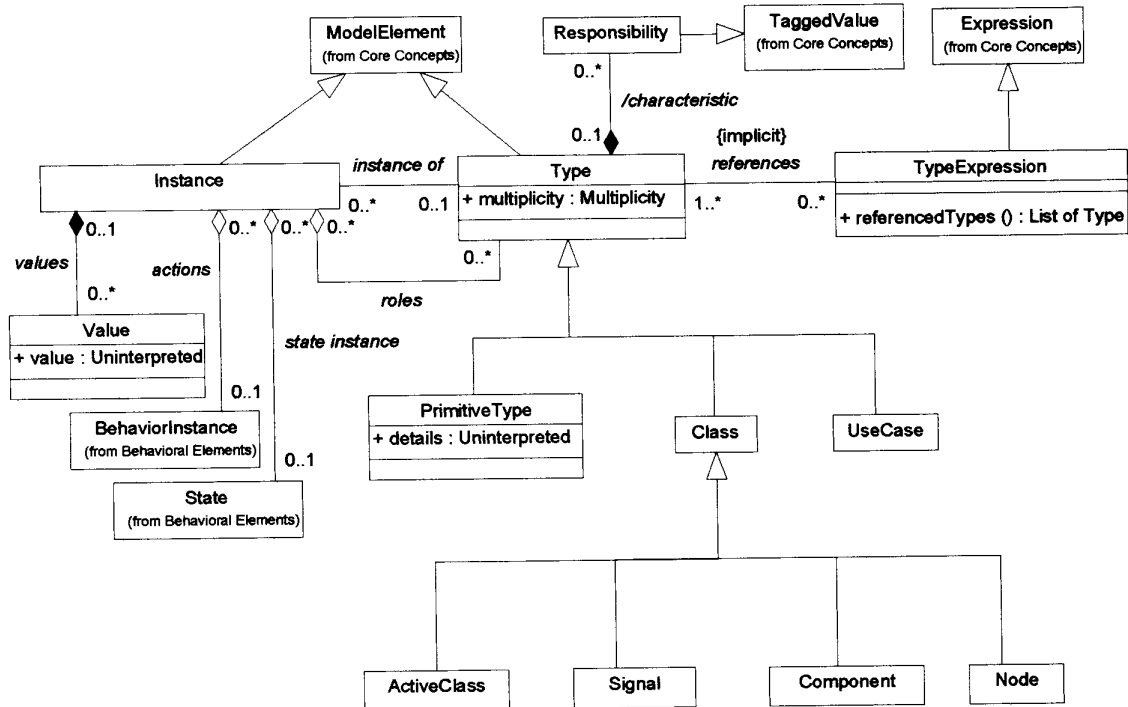 ModelElement
(from Core Concepts)
Responsibility
TaggedValue
(from Core Concepts)
Expression
(from Core Concepts)
0..*
/characteristic
0..1
{implicit}
references
Instance
instance of
0..*
0..1
Type
+ multiplicity : Multiplicity
1..*
0..*
TypeExpression
+ referencedTypes () : List of Type
0..1
0..*
0..*
0..*
0..*
values
actions
roles
state instance
0..*
Value
+ value : Uninterpreted
0..1
BehaviorInstance
(from Behavioral Elements)
0..1
State
(from Behavioral Elements)
PrimitiveType
+ details : Uninterpreted
Class
UseCase
ActiveClass
Signal
Component
Node